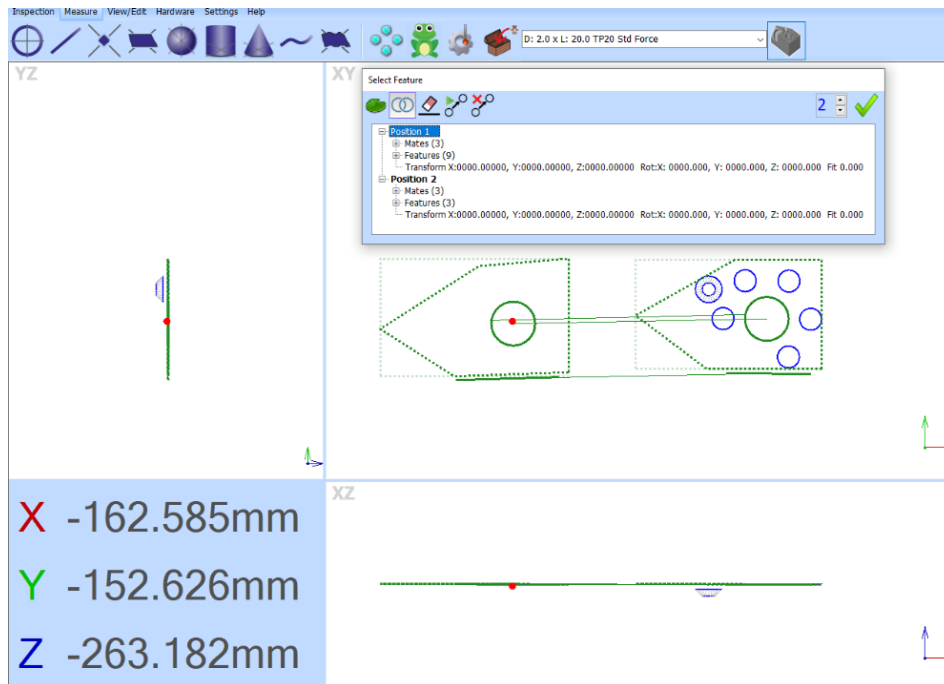 Inspection Measure View/Edit Hardware Settings Help
D: 2.0 x L: 20.0 TP20 Std Force
YZ
XY
Select Feature
2
Position 1
Mates (3)
Features (9)
Transform X:0000.00000, Y:0000.00000, Z:0000.00000 Rot:X: 0000.000, Y: 0000.000, Z: 0000.000 Fit 0.000
Position 2
Mates (3)
Features (3)
Transform X:0000.00000, Y:0000.00000, Z:0000.00000 Rot:X: 0000.000, Y: 0000.000, Z: 0000.000 Fit 0.000
XZ
X -162.585mm
Y -152.626mm
Z -263.182mm